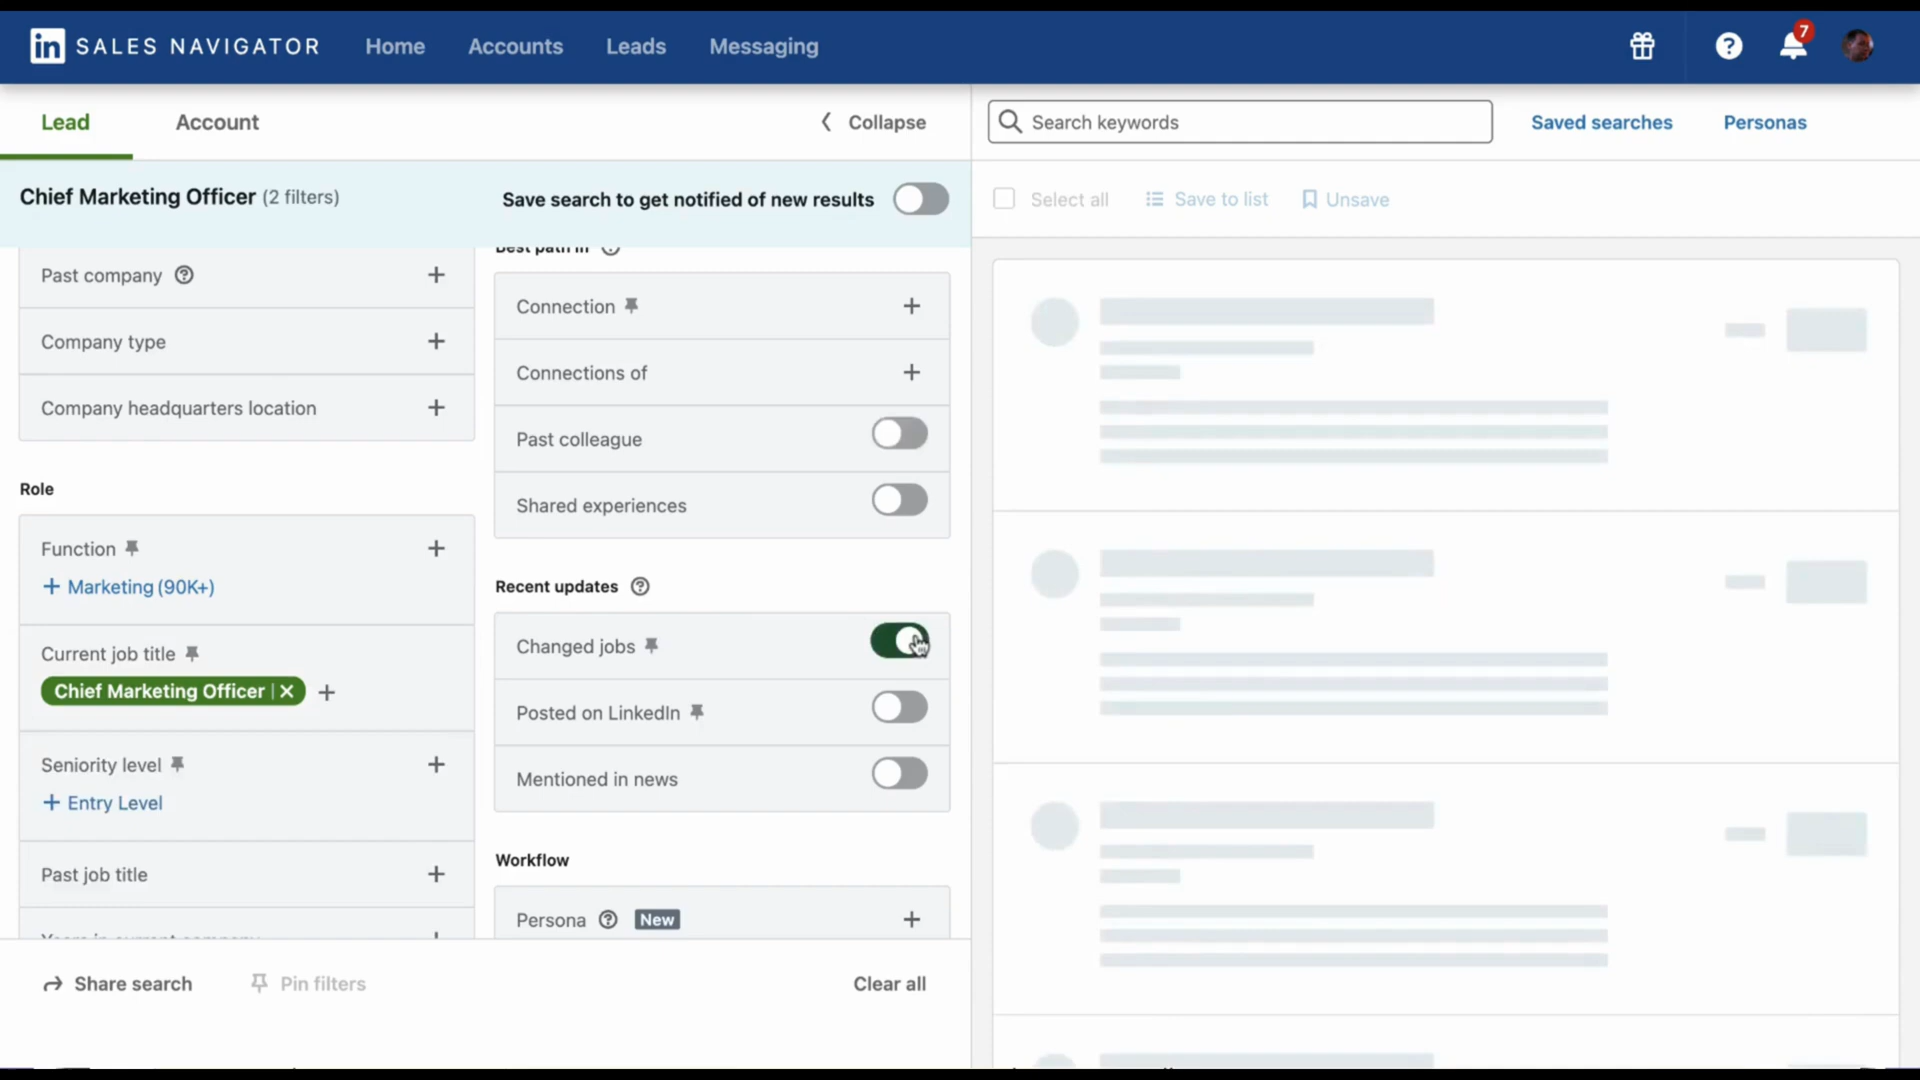 in SALES NAVIGATOR Home Accounts Leads Messaging 7
Lead Account Collapse Search keywords Saved searches Personas
Chief Marketing Officer (2 filters) Save search to get notified of new results
Select all Save to list Unsave
Past company
Company type
Company headquarters location
Role
Function
+ Marketing (90K+)
Current job title
Chief Marketing Officer
Seniority level
+ Entry Level
Past job title
Best path in
Connection
Connections of
Past colleague
Shared experiences
Recent updates
Changed jobs
Posted on LinkedIn
Mentioned in news
Workflow
Persona New
Share search Pin filters Clear all